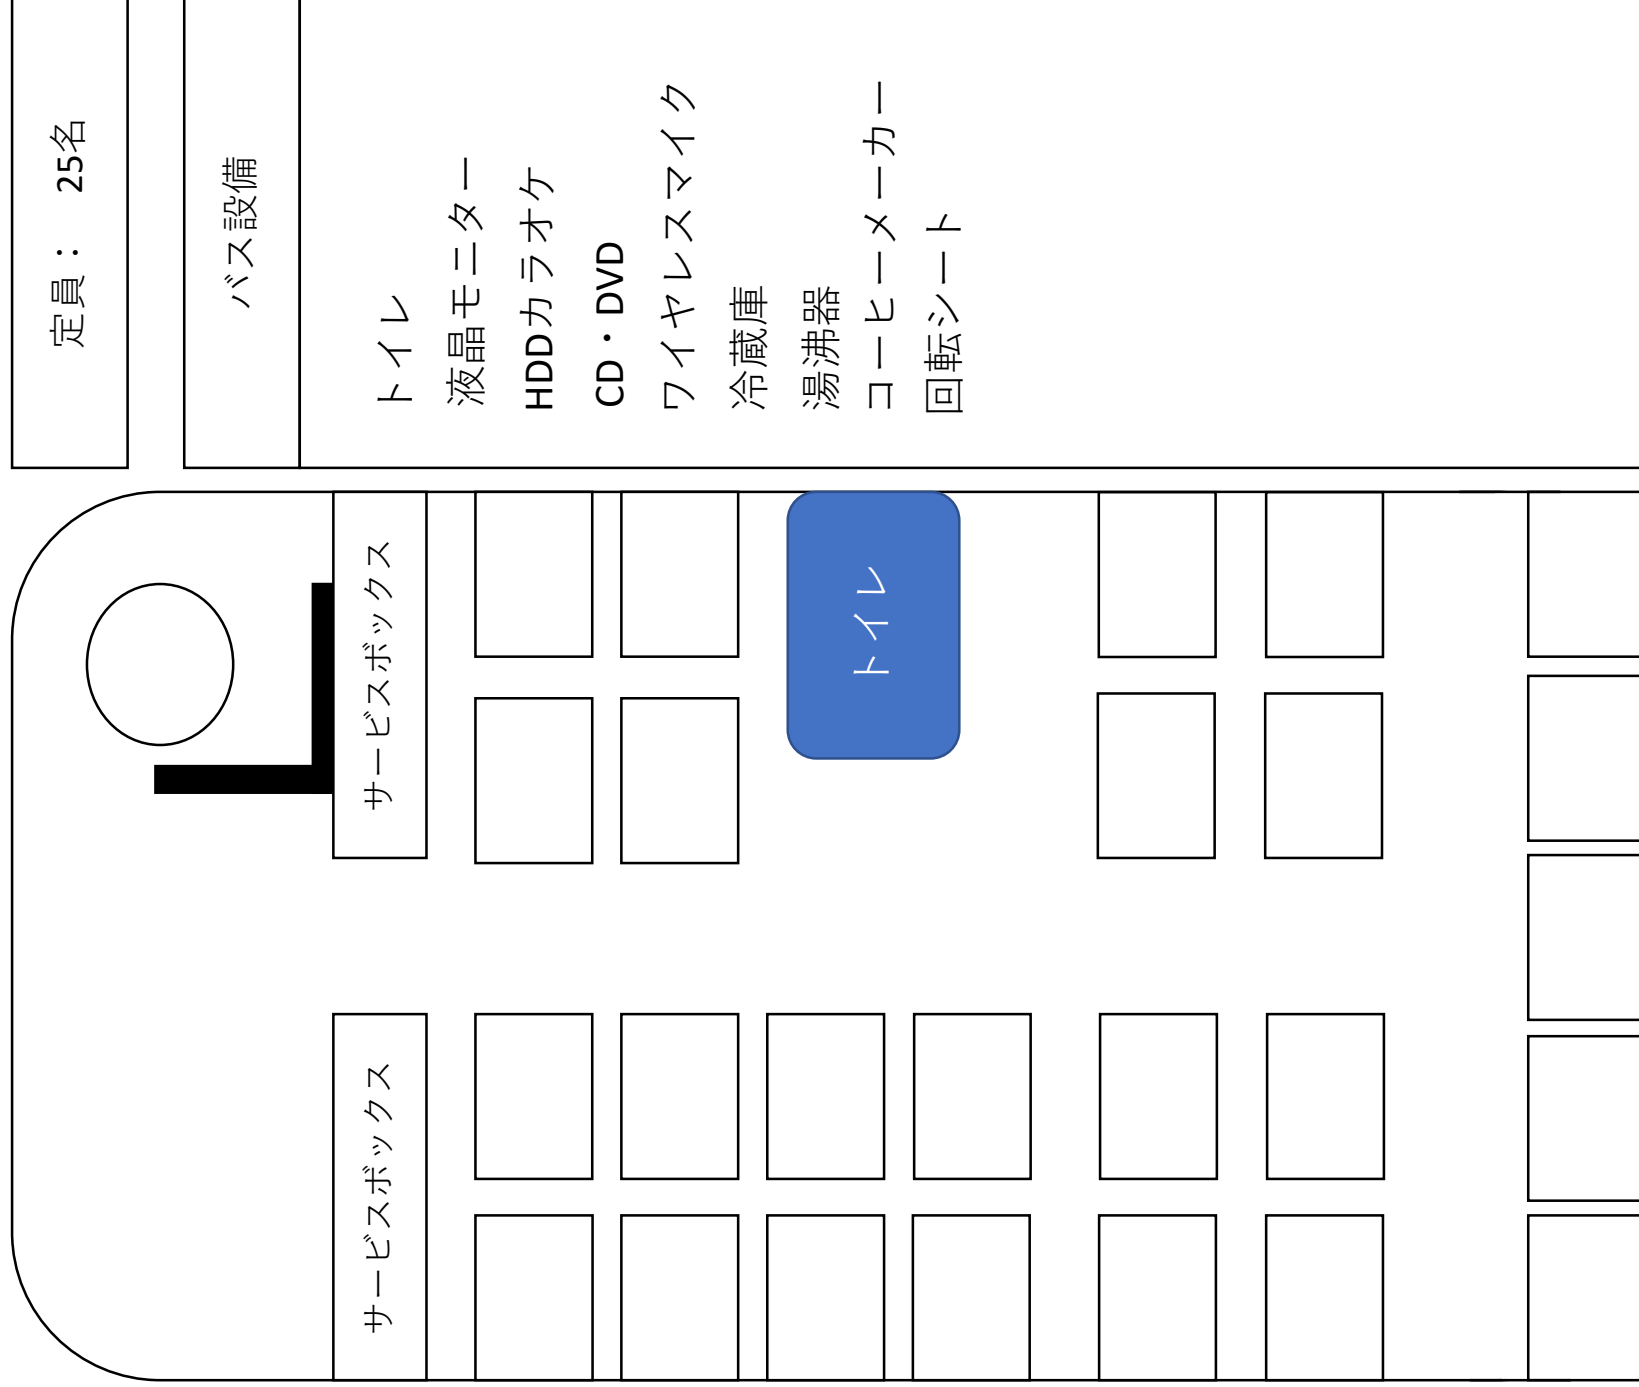 定員： 25名
バス設備
トイレ
液晶モニター
HDDカラオケ
CD・DVD
ワイヤレスマイク
冷蔵庫
湯沸器
コーヒーメーカー
回転シート
サービスボックス
サービスボックス
トイレ